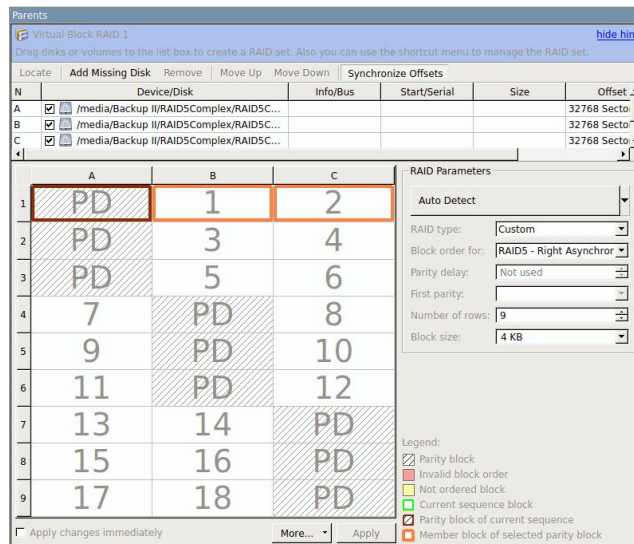 Parents
Virtual Block RAID 1
hide hin
Drag disks or volumes to the list box to create a RAID set. Also you can use the shortcut menu to manage the RAID set.
Locate Add Missing Disk Remove Move Up Move Down Synchronize Offsets
N Device/Disk Info/Bus Start/Serial Size Offset
A /media/Backup II/RAID5Complex/RAID5C... 32768 Secto
B /media/Backup II/RAID5Complex/RAID5C... 32768 Secto
C /media/Backup II/RAID5Complex/RAID5C... 32768 Secto
A B C
1 PD 1 2
2 PD 3 4
3 PD 5 6
4 7 PD 8
5 9 PD 10
6 11 PD 12
7 13 14 PD
8 15 16 PD
9 17 18 PD
Apply changes immediately More... Apply
RAID Parameters
Auto Detect
RAID type: Custom
Block order for: RAID5 - Right Asynchror
Parity delay: Not used
First parity:
Number of rows: 9
Block size: 4 KB
Legend:
Parity block
Invalid block order
Not ordered block
Current sequence block
Parity block of current sequence
Member block of selected parity block